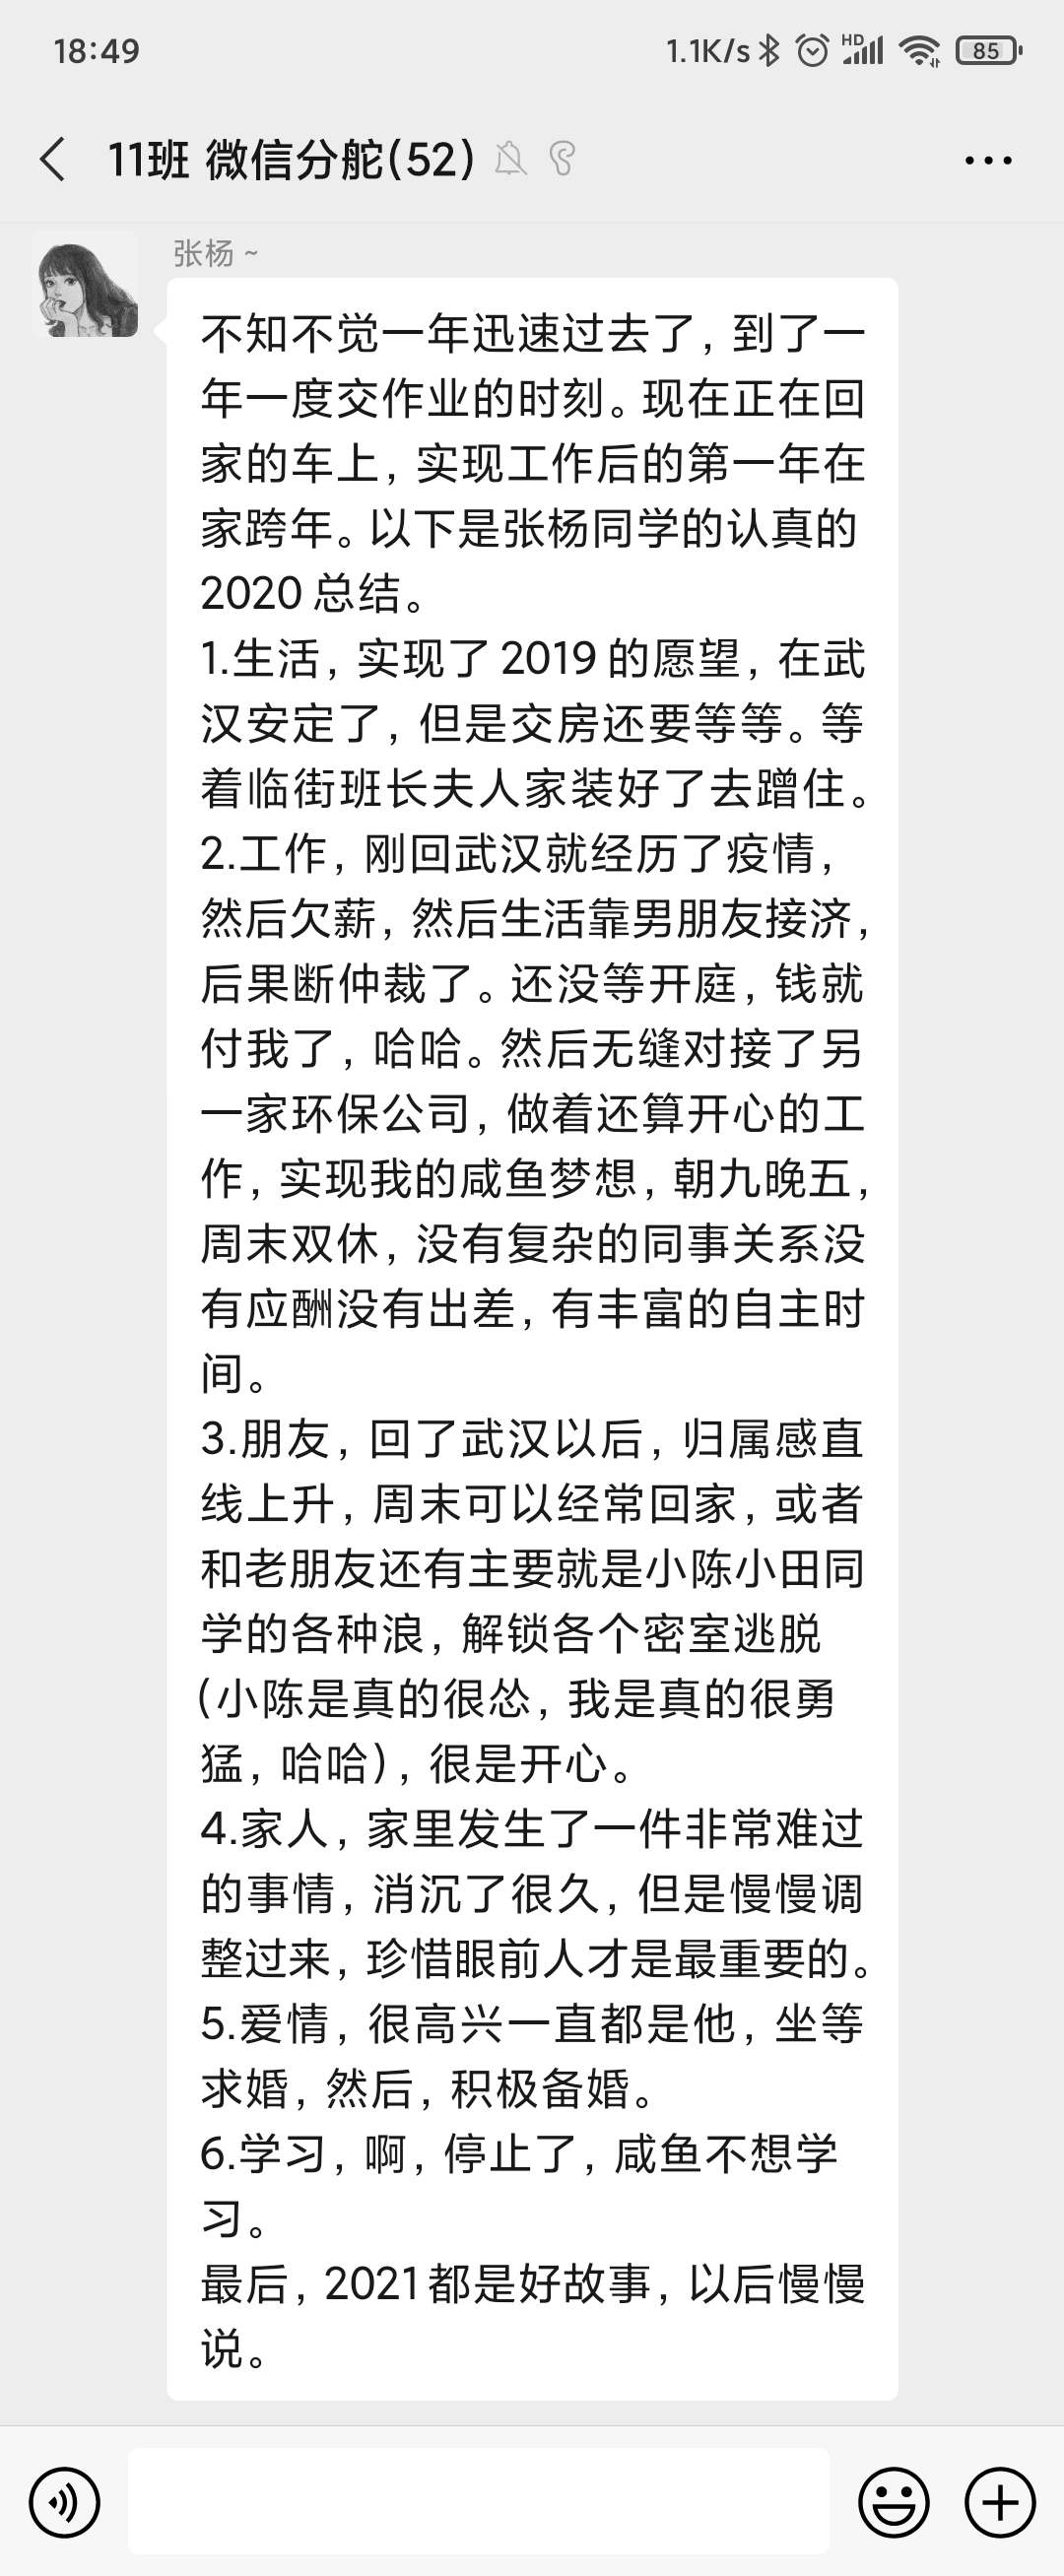 18:49
1.1K/s HD 85
11班 微信分舵(52)
张杨 ~
不知不觉一年迅速过去了，到了一
年一度交作业的时刻。现在正在回
家的车上，实现工作后的第一年在
家跨年。以下是张杨同学的认真的
2020 总结。
1.生活，实现了 2019 的愿望，在武
汉安定了，但是交房还要等等。等
着临街班长夫人家装好了去蹭住。
2.工作，刚回武汉就经历了疫情，
然后欠薪，然后生活靠男朋友接济，
后果断仲裁了。还没等开庭，钱就
付我了，哈哈。然后无缝对接了另
一家环保公司，做着还算开心的工
作，实现我的咸鱼梦想，朝九晚五，
周末双休，没有复杂的同事关系没
有应酬没有出差，有丰富的自主时
间。
3.朋友，回了武汉以后，归属感直
线上升，周末可以经常回家，或者
和老朋友还有主要就是小陈小田同
学的各种浪，解锁各个密室逃脱
(小陈是真的很怂，我是真的很勇
猛，哈哈)，很是开心。
4.家人，家里发生了一件非常难过
的事情，消沉了很久，但是慢慢调
整过来，珍惜眼前人才是最重要的。
5.爱情，很高兴一直都是他，坐等
求婚，然后，积极备婚。
6.学习，啊，停止了，咸鱼不想学
习。
最后，2021 都是好故事，以后慢慢
说。